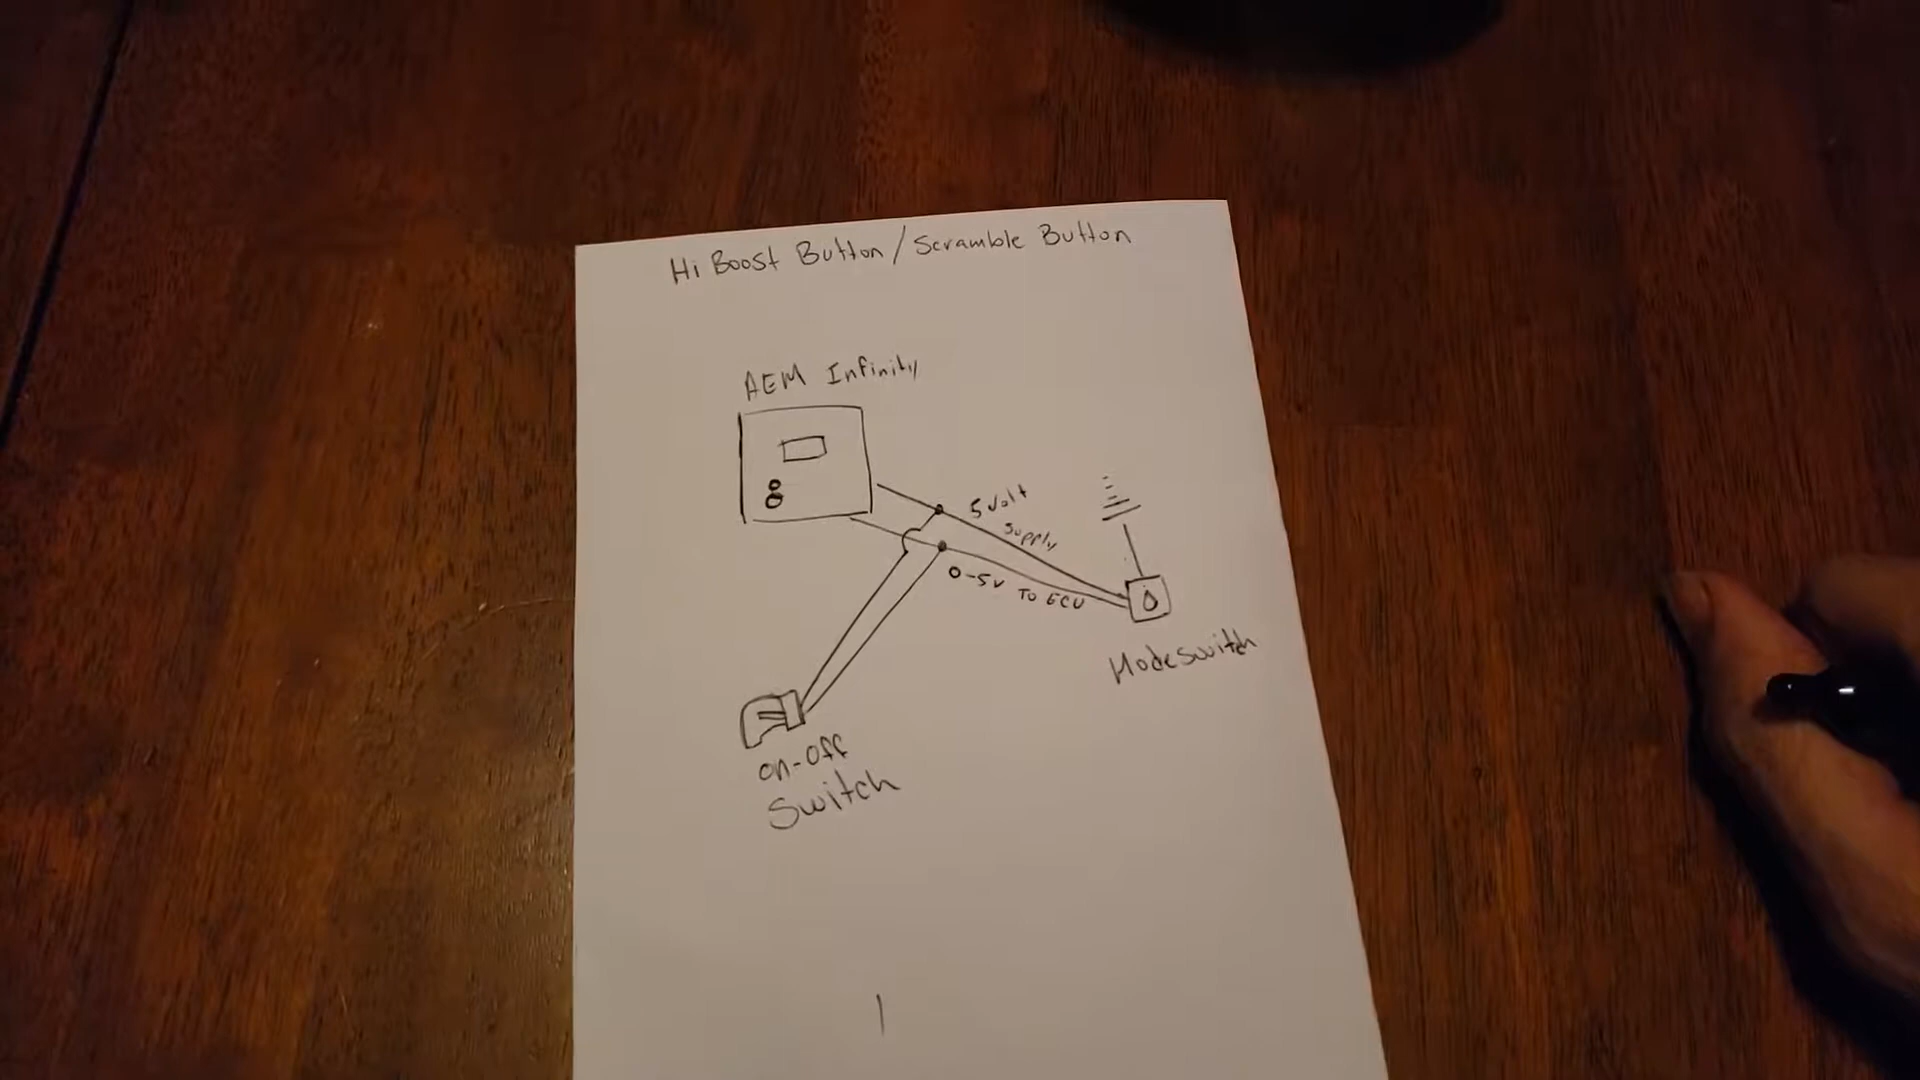 Hi Boost Button/Scramble Button
AEM Infinity
5 volt
supply
0-5v TO ECU
Modeswitch
on-off
Switch